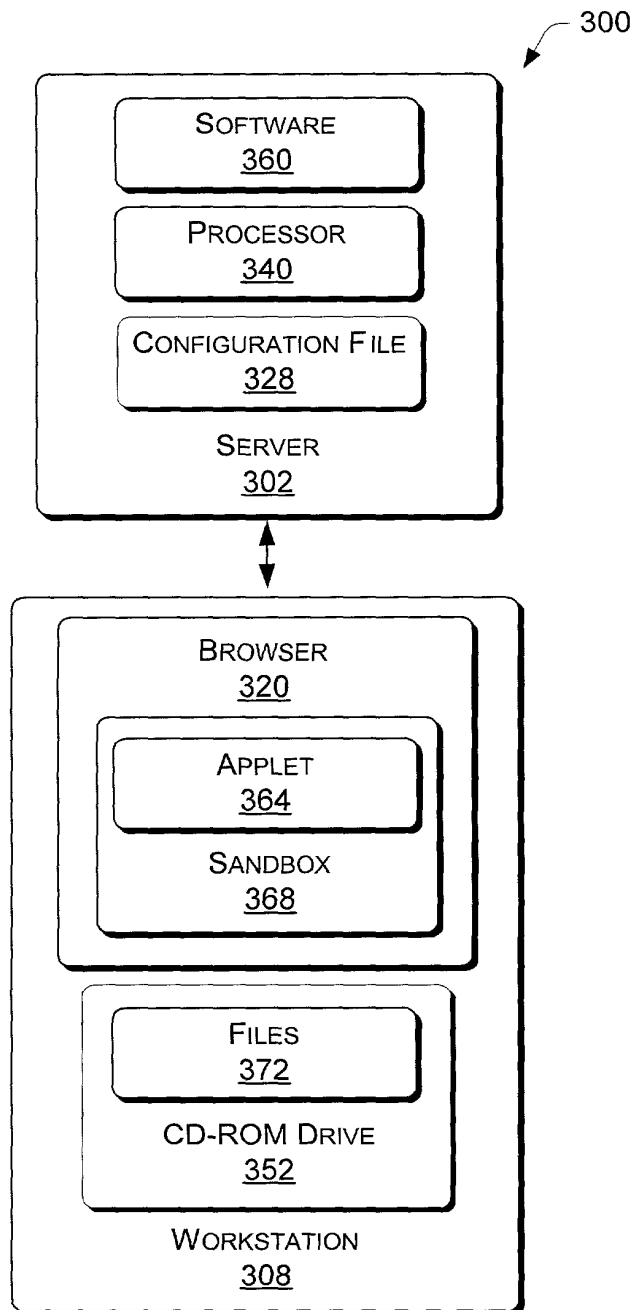 300
SOFTWARE
360
PROCESSOR
340
CONFIGURATION FILE
328
SERVER
302
BROWSER
320
APPLET
364
SANDBOX
368
FILES
372
CD-ROM DRIVE
352
WORKSTATION
308